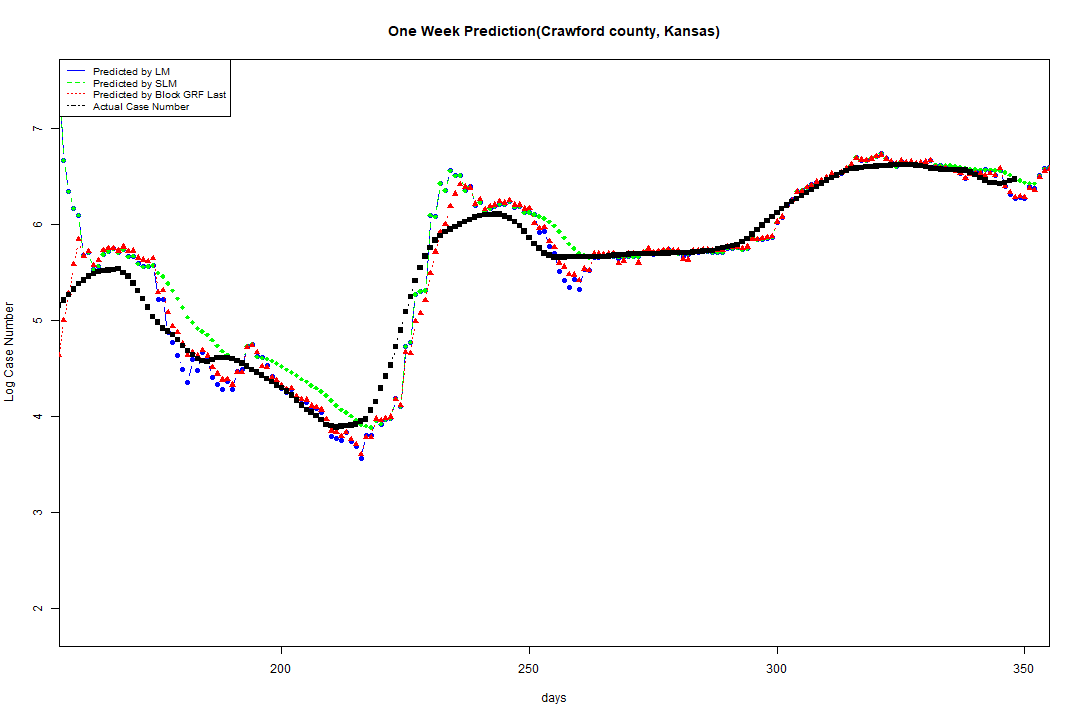 One Week Prediction(Crawford county, Kansas)
Predicted by LM
Predicted by SLM
Predicted by Block GRF Last
Actual Case Number
7
6
5
4
3
2
Log Case Number
200 250 300 350
days